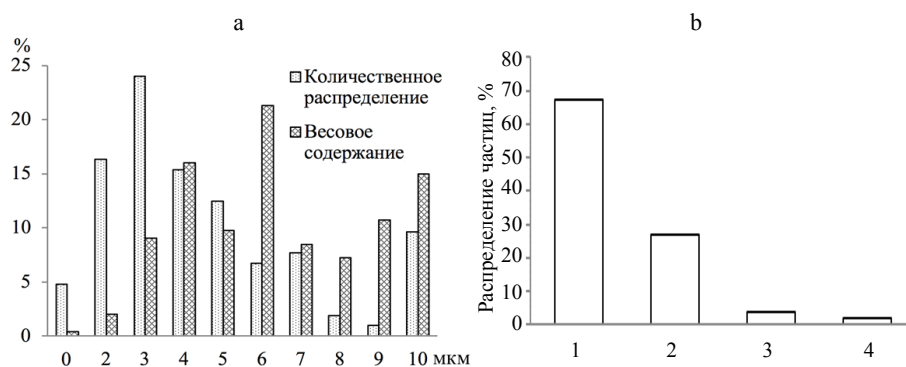 a
%
25
20
15
10
5
0
Количественное
распределение
Весовое
содержание
0 2 3 4 5 6 7 8 9 10 мкм
b
Распределение частиц, %
80
70
60
50
40
30
20
10
0
1 2 3 4